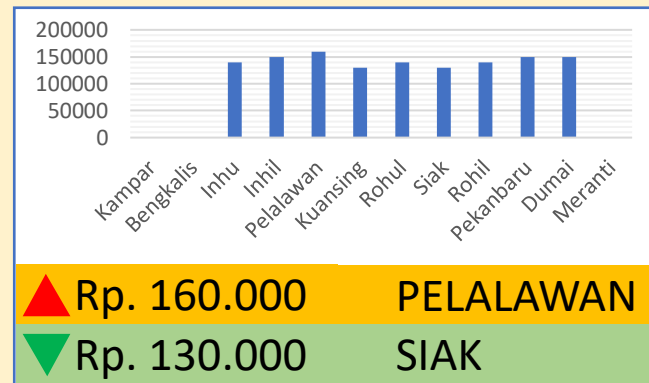 200000
150000
100000
50000
0
Kampar
Bengkalis
Inhu
Inhil
Pelalawan
Kuansing
Rohul
Siak
Rohil
Pekanbaru
Dumai
Meranti
Rp. 160.000 PELALAWAN
Rp. 130.000 SIAK